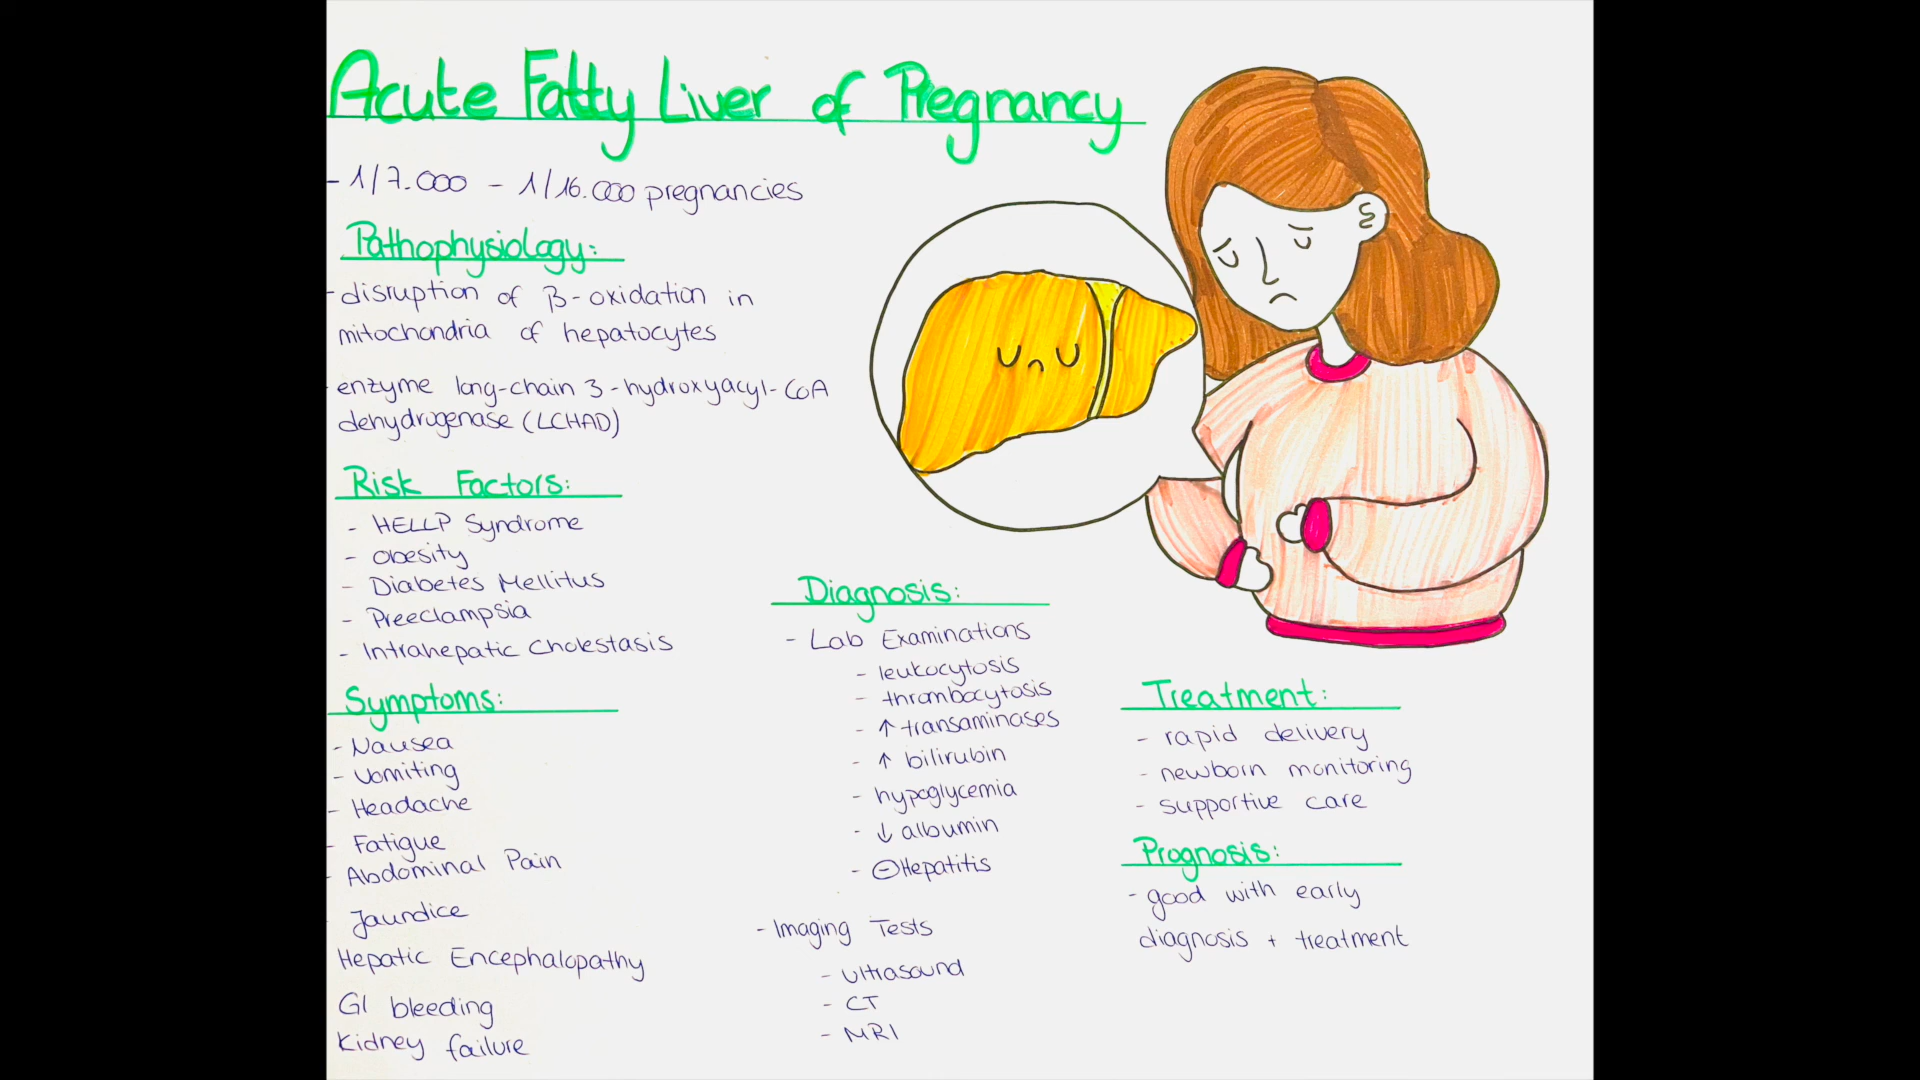 Acute Fatty Liver of Pregnancy
- 1/7.000 - 1/16.000 pregnancies
Pathophysiology:
- disruption of β-oxidation in
mitochondria of hepatocytes
- enzyme long-chain 3-hydroxyacyl-CoA
dehydrogenase (LCHAD)
Risk Factors:
- HELLP Syndrome
- Obesity
- Diabetes Mellitus
- Preeclampsia
- Intrahepatic Cholestasis
Symptoms:
- Nausea
- Vomiting
- Headache
- Fatigue
- Abdominal Pain
Jaundice
Hepatic Encephalopathy
GI bleeding
Kidney failure
Diagnosis:
- Lab Examinations
- leukocytosis
- thrombocytosis
- ↑ transaminases
- ↑ bilirubin
- hypoglycemia
- ↓ albumin
- ⊖ Hepatitis
- Imaging Tests
- Ultrasound
- CT
- MRI
Treatment:
- rapid delivery
- newborn monitoring
- supportive care
Prognosis:
- good with early
diagnosis + treatment